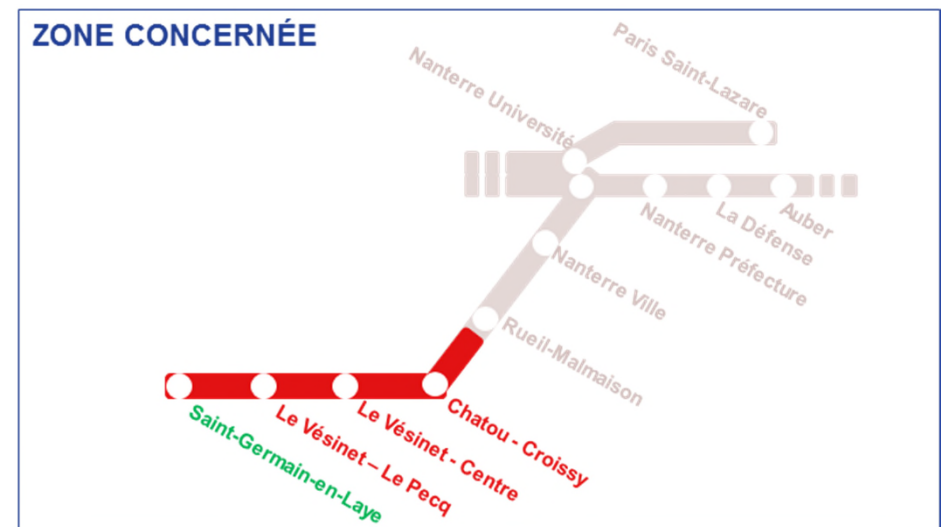 ZONE CONCERNÉE
Paris Saint-Lazare
Nanterre Université
Auber
La Défense
Nanterre Préfecture
Nanterre Ville
Rueil-Malmaison
Chatou - Croissy
Le Vésinet - Centre
Le Vésinet – Le Pecq
Saint-Germain-en-Laye